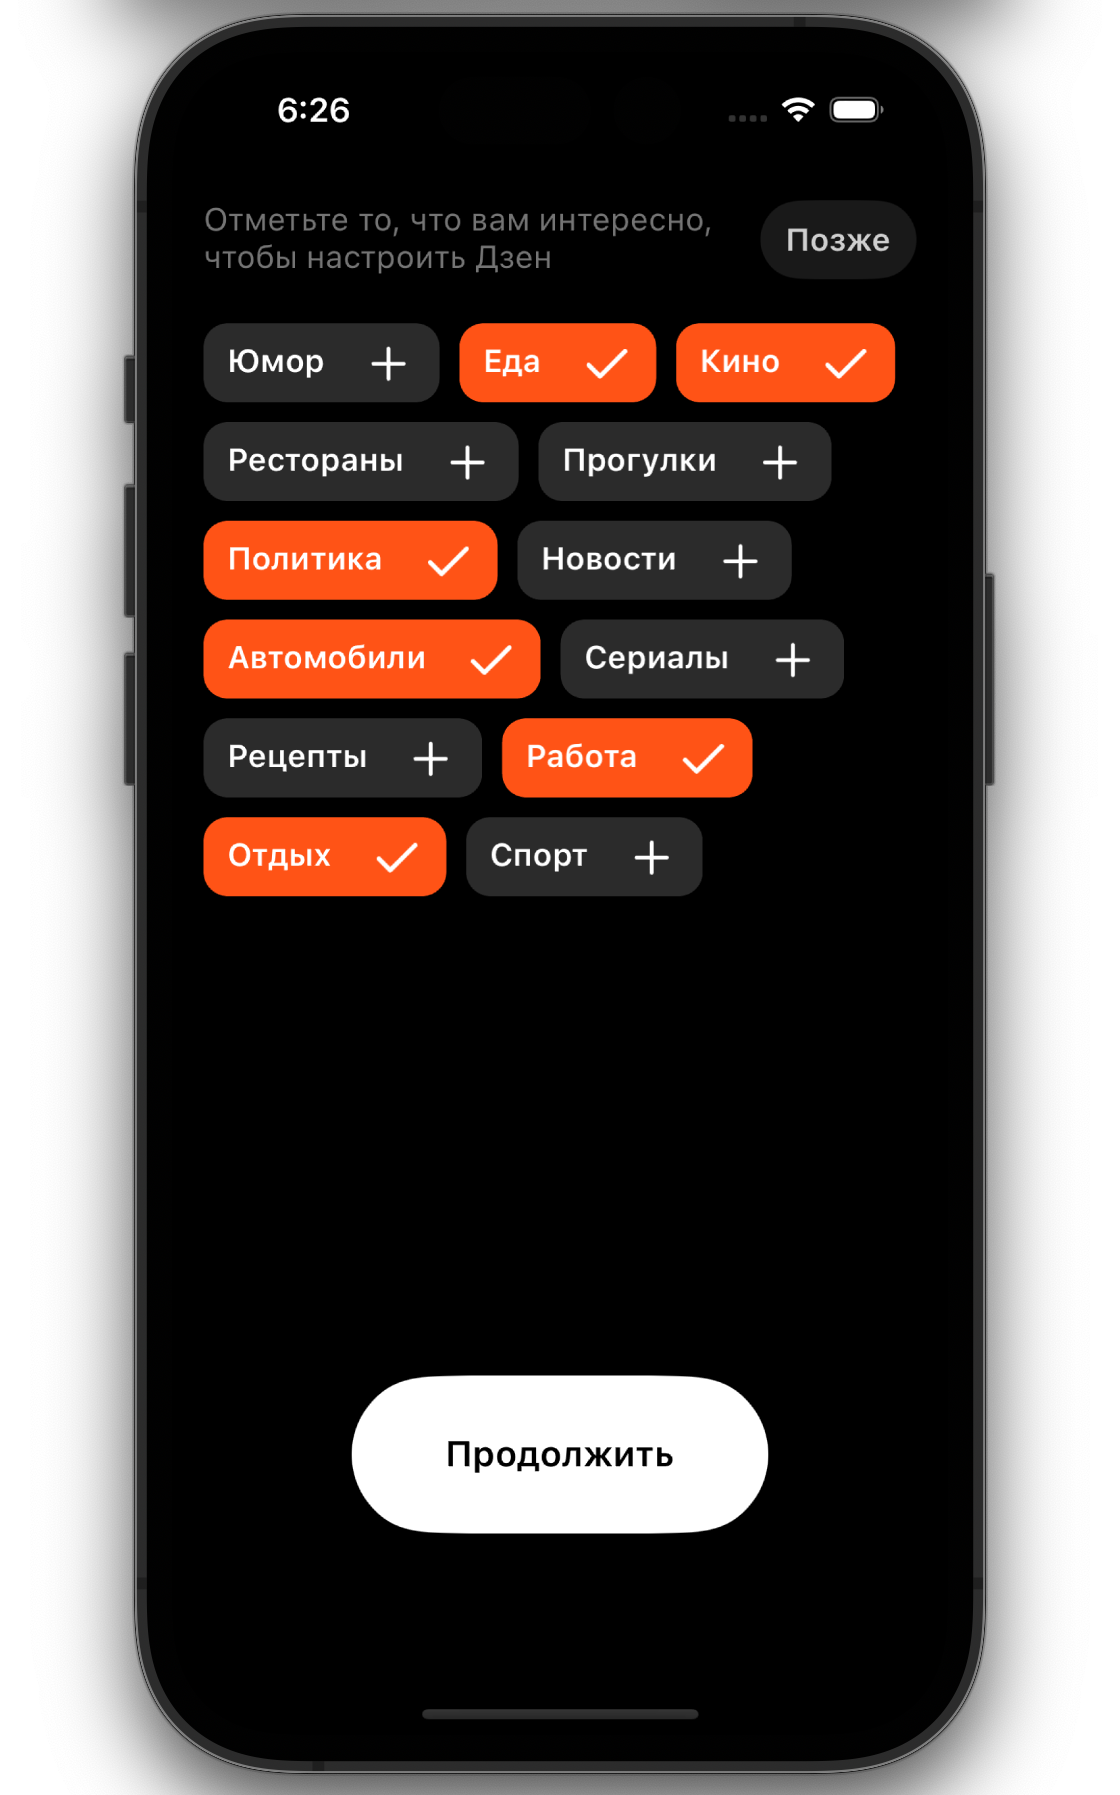 6:26
Отметьте то, что вам интересно,
чтобы настроить Дзен
Позже
Юмор
Еда
Кино
Рестораны
Прогулки
Политика
Новости
Автомобили
Сериалы
Рецепты
Работа
Отдых
Спорт
Продолжить